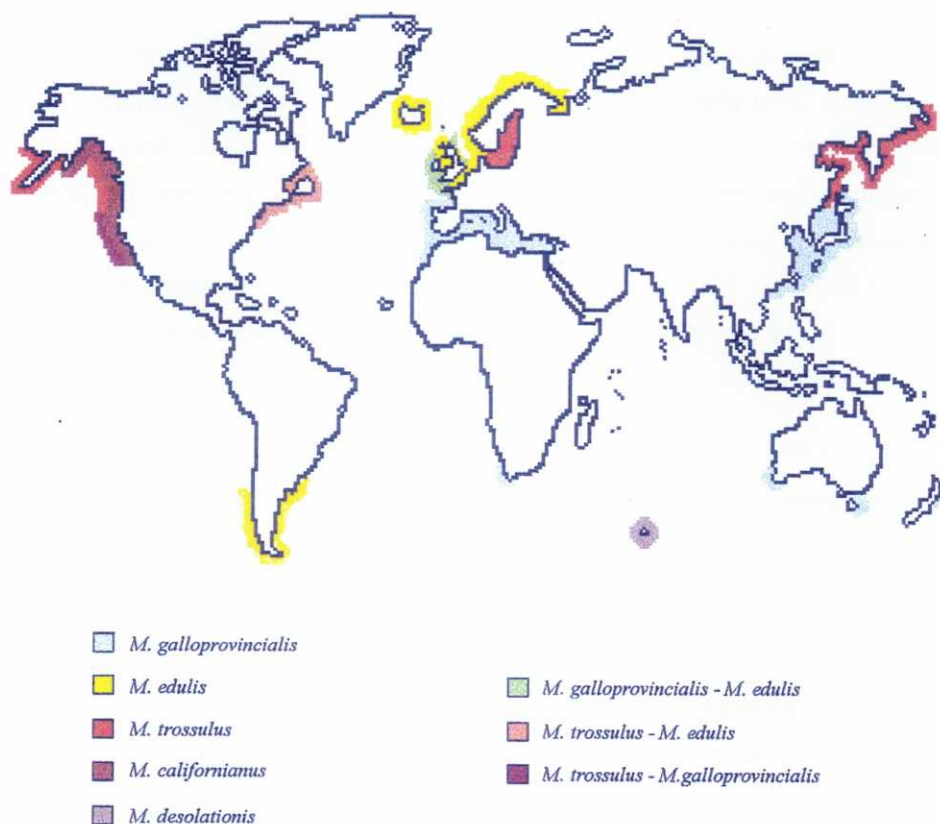 M. galloprovincialis
M. edulis
M. trossulus
M. californianus
M. desolationis
M. galloprovincialis - M. edulis
M. trossulus - M. edulis
M. trossulus - M.galloprovincialis